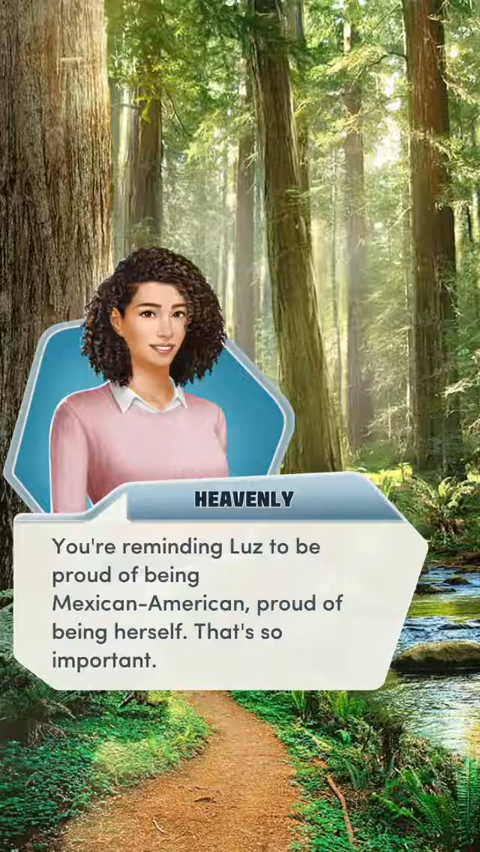 HEAVENLY
You're reminding Luz to be
proud of being
Mexican-American, proud of
being herself. That's so
important.